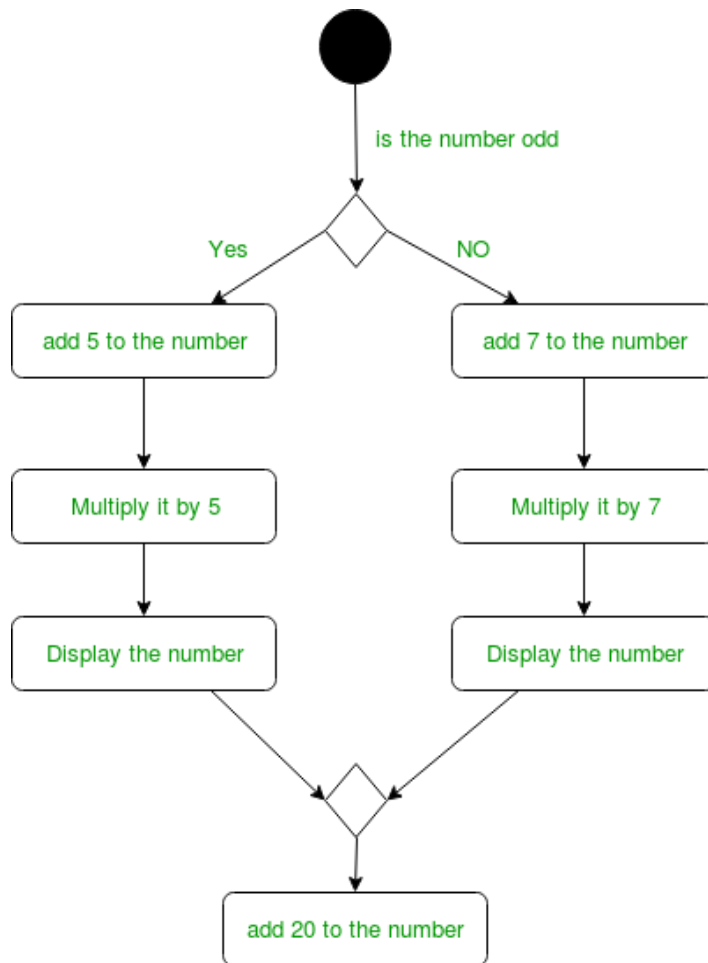 is the number odd
Yes
NO
add 5 to the number
add 7 to the number
Multiply it by 5
Multiply it by 7
Display the number
Display the number
add 20 to the number